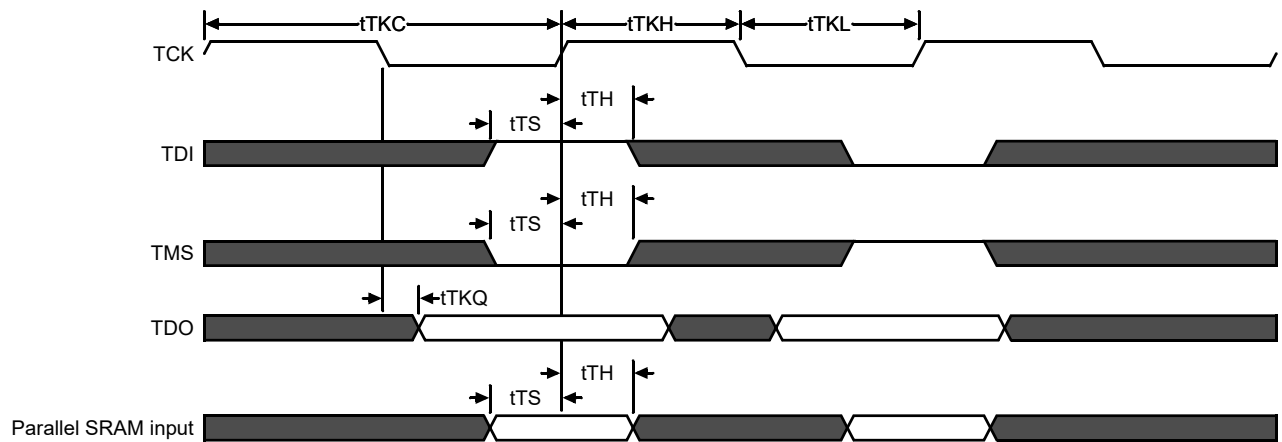 tTKC tTKH tTKL
TCK
tTH
tTS
TDI
tTH
tTS
TMS
tTKQ
TDO
tTH
tTS
Parallel SRAM input